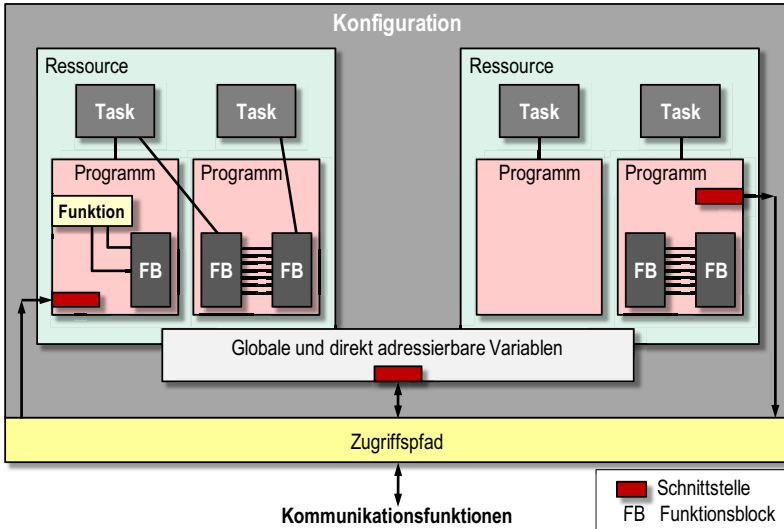 Konfiguration
Ressource
Task
Task
Programm
Programm
Funktion
FB
FB
FB
Ressource
Task
Task
Programm
Programm
FB
FB
Globale und direkt adressierbare Variablen
Zugriffspfad
Kommunikationsfunktionen
Schnittstelle
FB Funktionsblock